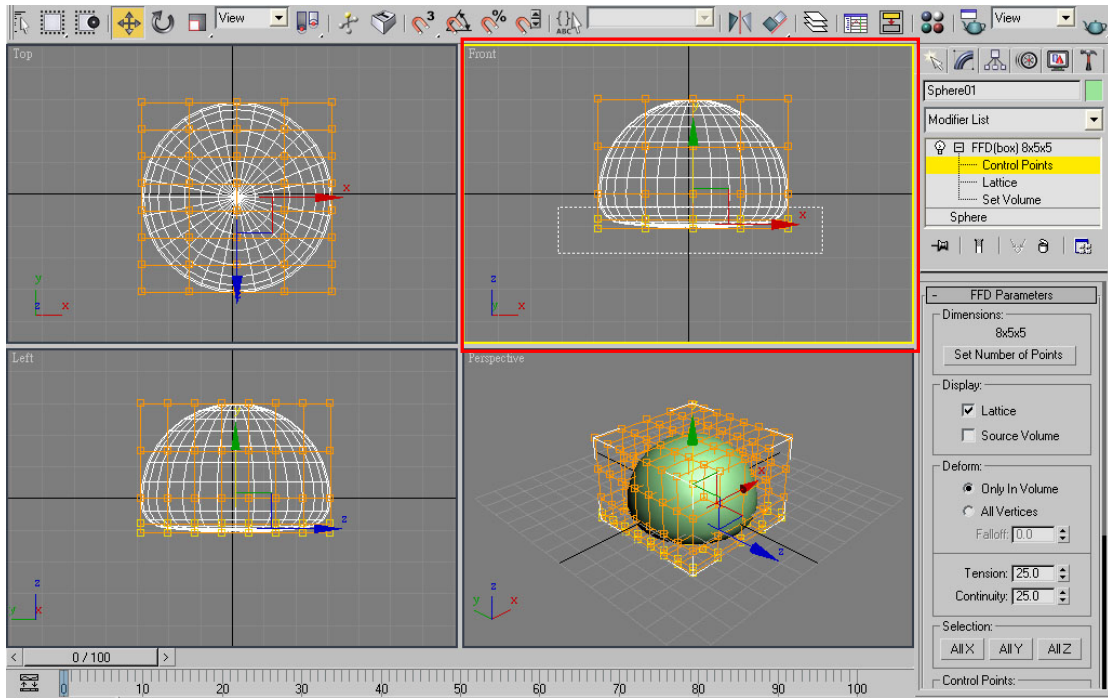 View
3
%
ABC
View
Top
y
z
x
x
Front
z
y
x
x
Sphere01
Modifier List
FFD(box) 8x5x5
Control Points
Lattice
Set Volume
Sphere
Left
z
y
x
z
Perspective
x
z
z
y
x
- FFD Parameters
Dimensions:
8x5x5
Set Number of Points
Display:
Lattice
Source Volume
Deform:
Only In Volume
All Vertices
Falloff: 0.0
Tension: 25.0
Continuity: 25.0
Selection:
All X All Y All Z
Control Points:
< 0 / 100 >
0 10 20 30 40 50 60 70 80 90 100